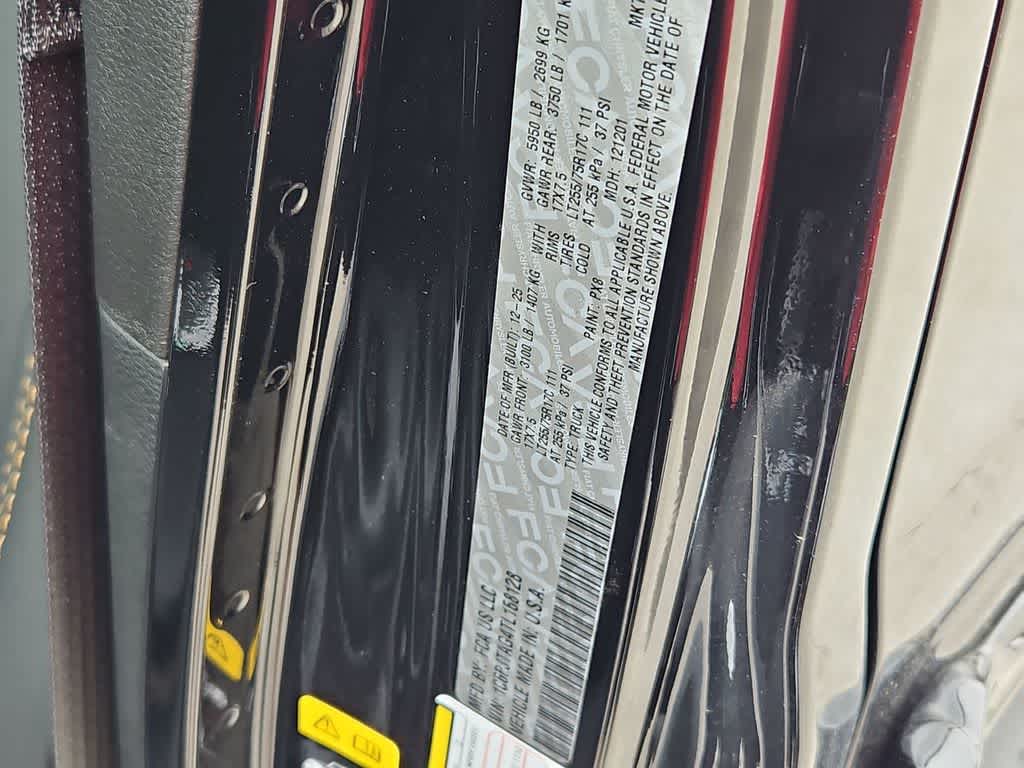 MFD BY: FCA US LLC
DATE OF MFR (BUILT) 12-25
GVWR: 5950 LB / 2699 KG
GAWR FRONT: 3100 LB / 1407 KG
WITH
GAWR REAR: 3750 LB / 1701
17X7.5
RIMS
17X7.5
LT255/75R17C 111
TIRES
LT255/75R17C 111
AT 255 KPa / 37 PSI
COLD
AT 255 KPa / 37 PSI
TYPE: TRUCK
PAINT: PX8
MDH: 121201
VEHICLE MADE IN U.S.A.
THIS VEHICLE CONFORMS TO ALL APPLICABLE U.S.A. FEDERAL MOTOR VEHICLE
SAFETY AND THEFT PREVENTION STANDARDS IN EFFECT ON THE DATE OF
MANUFACTURE SHOWN ABOVE.